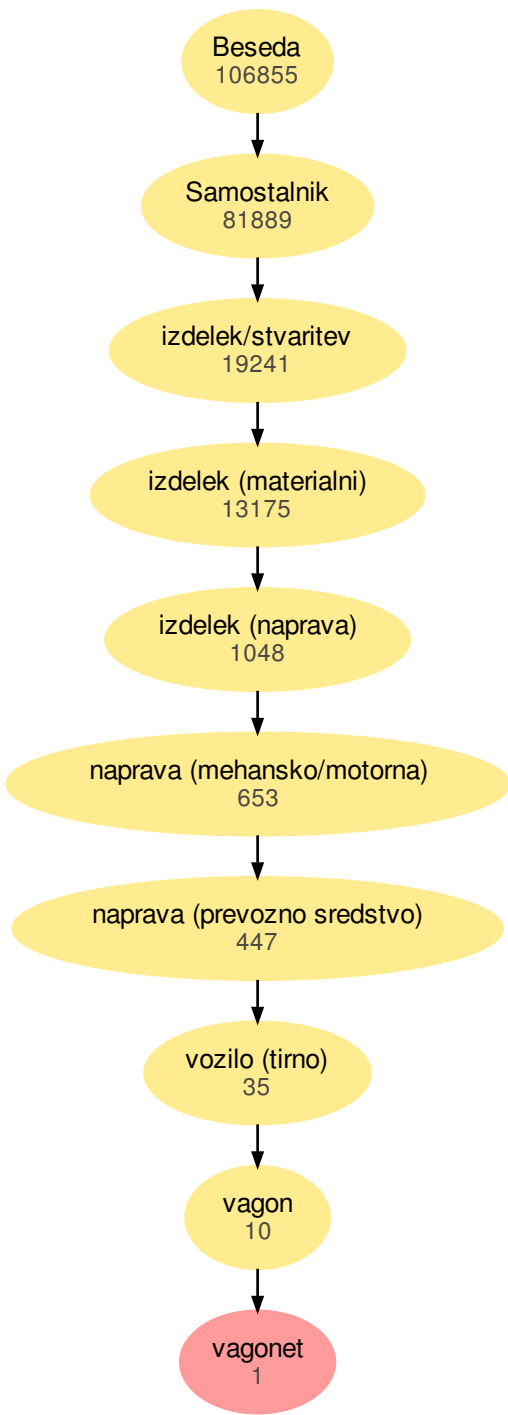 Beseda
106855
Samostalnik
81889
izdelek/stvaritev
19241
izdelek (materialni)
13175
izdelek (naprava)
1048
naprava (mehansko/motorna)
653
naprava (prevozno sredstvo)
447
vozilo (tirno)
35
vagon
10
vagonet
1